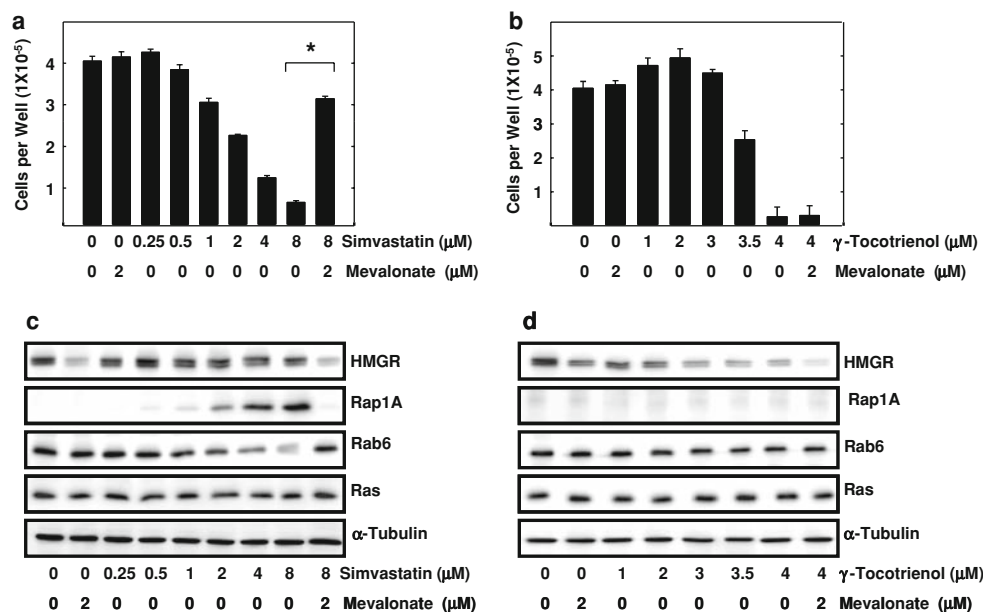 a
Cells per Well (1X10⁻⁵)
4
3
2
1
*
0 0 0.25 0.5 1 2 4 8 8 Simvastatin (μM)
0 2 0 0 0 0 0 0 2 Mevalonate (μM)
b
Cells per Well (1X10⁻⁵)
5
4
3
2
1
0 0 1 2 3 3.5 4 4 γ-Tocotrienol (μM)
0 2 0 0 0 0 0 2 Mevalonate (μM)
c
HMGR
Rap1A
Rab6
Ras
α-Tubulin
0 0 0.25 0.5 1 2 4 8 8 Simvastatin (μM)
0 2 0 0 0 0 0 0 2 Mevalonate (μM)
d
HMGR
Rap1A
Rab6
Ras
α-Tubulin
0 0 1 2 3 3.5 4 4 γ-Tocotrienol (μM)
0 2 0 0 0 0 0 2 Mevalonate (μM)